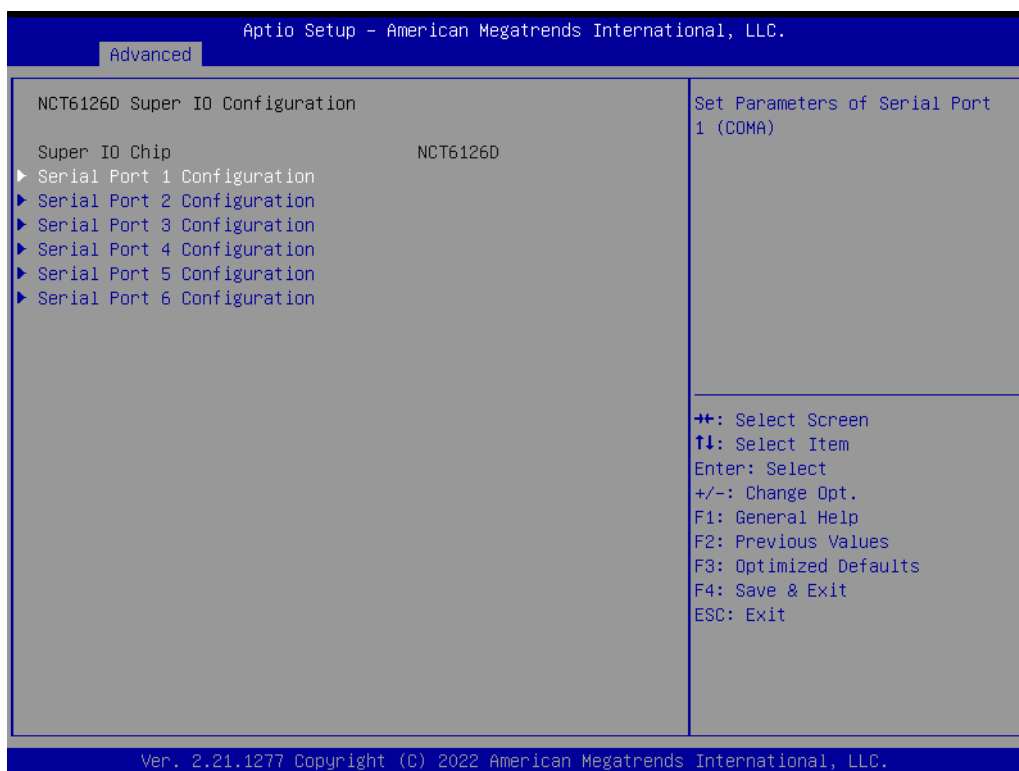 Aptio Setup – American Megatrends International, LLC.
Advanced
NCT6126D Super IO Configuration
Super IO Chip NCT6126D
Serial Port 1 Configuration
Serial Port 2 Configuration
Serial Port 3 Configuration
Serial Port 4 Configuration
Serial Port 5 Configuration
Serial Port 6 Configuration
Set Parameters of Serial Port
1 (COMA)
→←: Select Screen
↑↓: Select Item
Enter: Select
+/-: Change Opt.
F1: General Help
F2: Previous Values
F3: Optimized Defaults
F4: Save & Exit
ESC: Exit
Ver. 2.21.1277 Copyright (C) 2022 American Megatrends International, LLC.